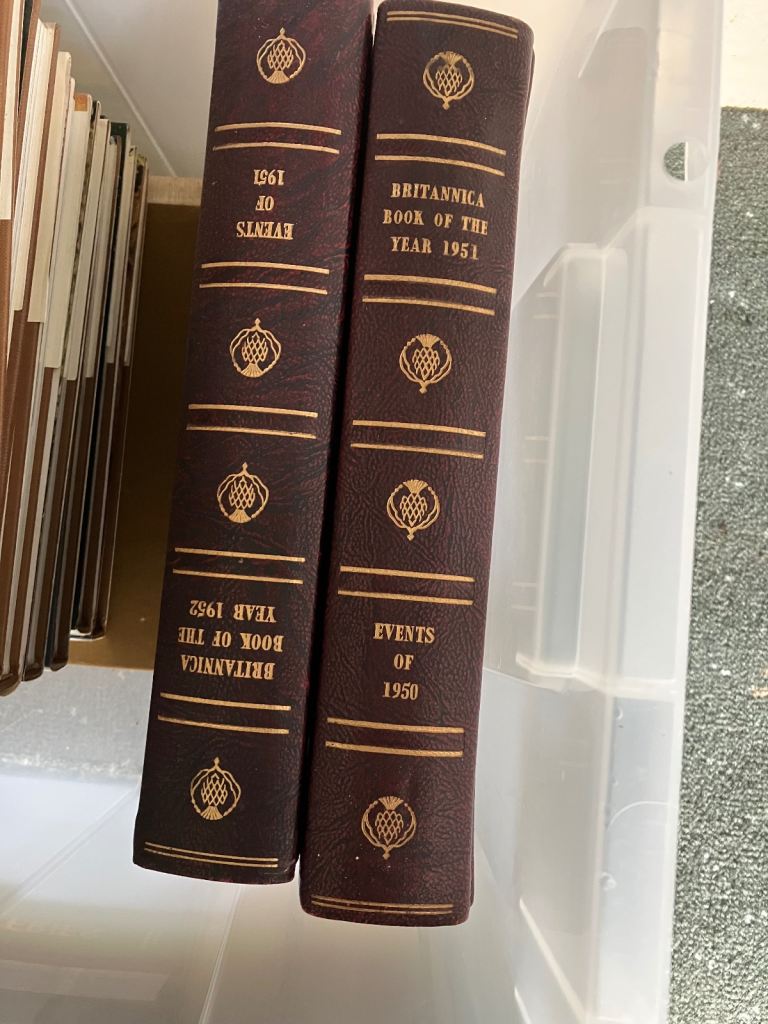 BRITANNICA
BOOK OF THE
YEAR 1952
EVENTS
OF
1951
BRITANNICA
BOOK OF THE
YEAR 1951
EVENTS
OF
1950